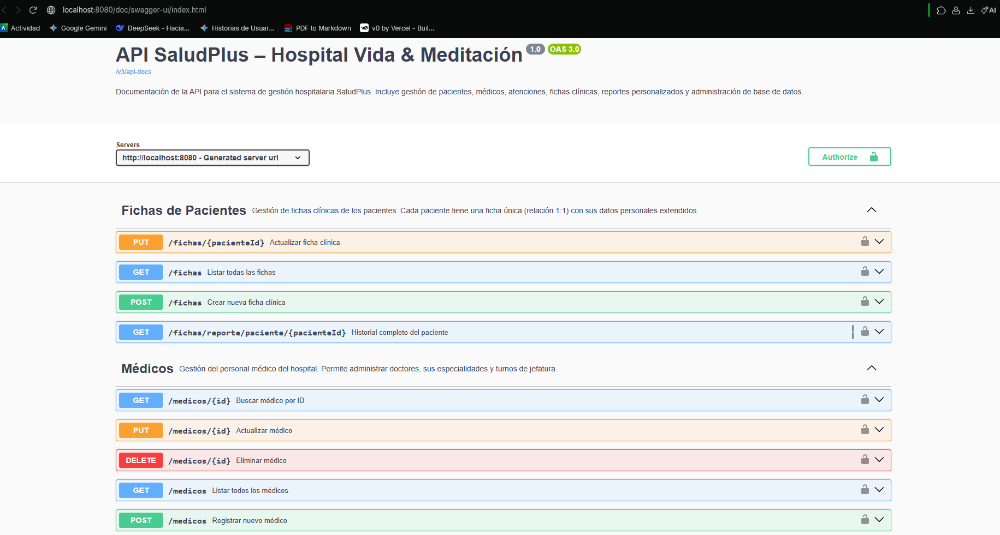 localhost:8080/doc/swagger-ui/index.html
AI
Actividad
Google Gemini
DeepSeek - Hacia...
Historias de Usuar...
PDF to Markdown
v0 by Vercel - Buil...
API SaludPlus – Hospital Vida & Meditación 1.0 OAS 3.0
/v3/api-docs
Documentación de la API para el sistema de gestión hospitalaria SaludPlus. Incluye gestión de pacientes, médicos, atenciones, fichas clínicas, reportes personalizados y administración de base de datos.
Servers
http://localhost:8080 - Generated server url
Authorize
Fichas de Pacientes Gestión de fichas clínicas de los pacientes. Cada paciente tiene una ficha única (relación 1:1) con sus datos personales extendidos.
PUT /fichas/{pacienteId} Actualizar ficha clínica
GET /fichas Listar todas las fichas
POST /fichas Crear nueva ficha clínica
GET /fichas/reporte/paciente/{pacienteId} Historial completo del paciente
Médicos Gestión del personal médico del hospital. Permite administrar doctores, sus especialidades y turnos de jefatura.
GET /medicos/{id} Buscar médico por ID
PUT /medicos/{id} Actualizar médico
DELETE /medicos/{id} Eliminar médico
GET /medicos Listar todos los médicos
POST /medicos Registrar nuevo médico